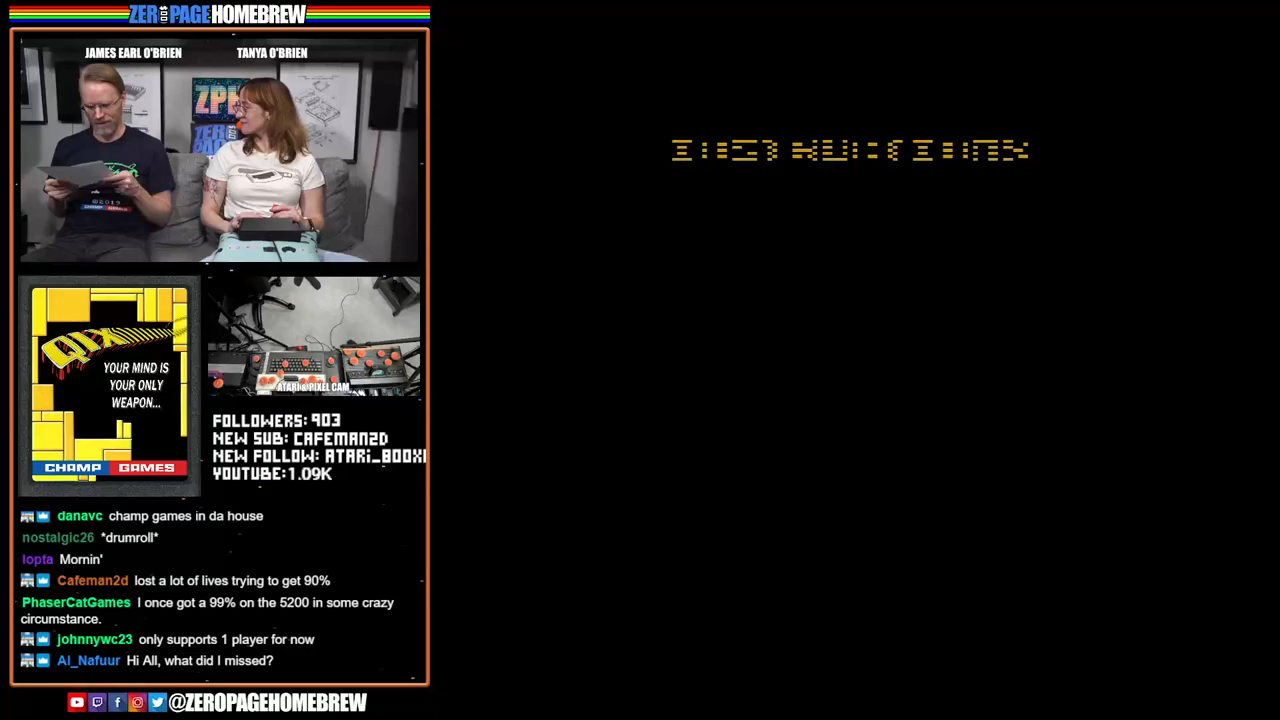 ZEROPAGE HOMEBREW
JAMES EARL O'BRIEN
TANYA O'BRIEN
QIX
YOUR MIND IS
YOUR ONLY
WEAPON...
CHAMP GAMES
ATARI & PIXEL CAM
FOLLOWERS: 903
NEW SUB: CAFEMAN2D
NEW FOLLOW: ATARI_800X
YOUTUBE: 1.09K
danavc champ games in da house
nostalgic26 *drumroll*
lopta Mornin'
Cafeman2d lost a lot of lives trying to get 90%
PhaserCatGames I once got a 99% on the 5200 in some crazy
circumstance.
johnnywc23 only supports 1 player for now
Al_Nafuur Hi All, what did I missed?
@ZEROPAGEHOMEBREW
INSTRUCTIONS